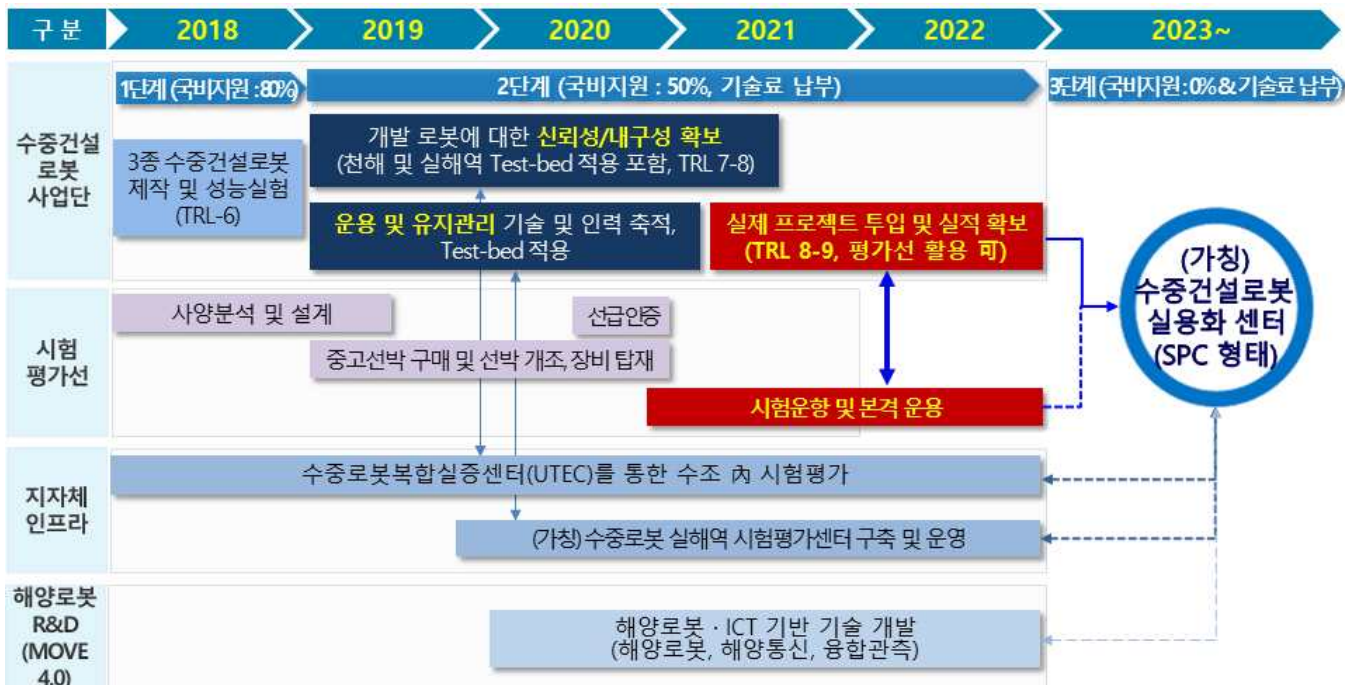 구 분
2018
2019
2020
2021
2022
2023~
수중건설
로봇
사업단
1단계 (국비지원 :80%)
2단계 (국비지원 : 50%, 기술료 납부)
3단계(국비지원:0%&기술료 납부)
3종 수중건설로봇
제작 및 성능실험
(TRL-6)
개발 로봇에 대한 신뢰성/내구성 확보
(천해 및 실해역 Test-bed 적용 포함, TRL 7-8)
운용 및 유지관리 기술 및 인력 축적,
Test-bed 적용
실제 프로젝트 투입 및 실적 확보
(TRL 8-9, 평가선 활용 可)
(가칭)
수중건설로봇
실용화 센터
(SPC 형태)
시험
평가선
사양분석 및 설계
선급인증
중고선박 구매 및 선박 개조, 장비 탑재
시험운항 및 본격 운용
지자체
인프라
수중로봇복합실증센터(UTEC)를 통한 수조 內 시험평가
(가칭) 수중로봇 실해역 시험평가센터 구축 및 운영
해양로봇
R&D
(MOVE
4.0)
해양로봇 · ICT 기반 기술 개발
(해양로봇, 해양통신, 융합관측)